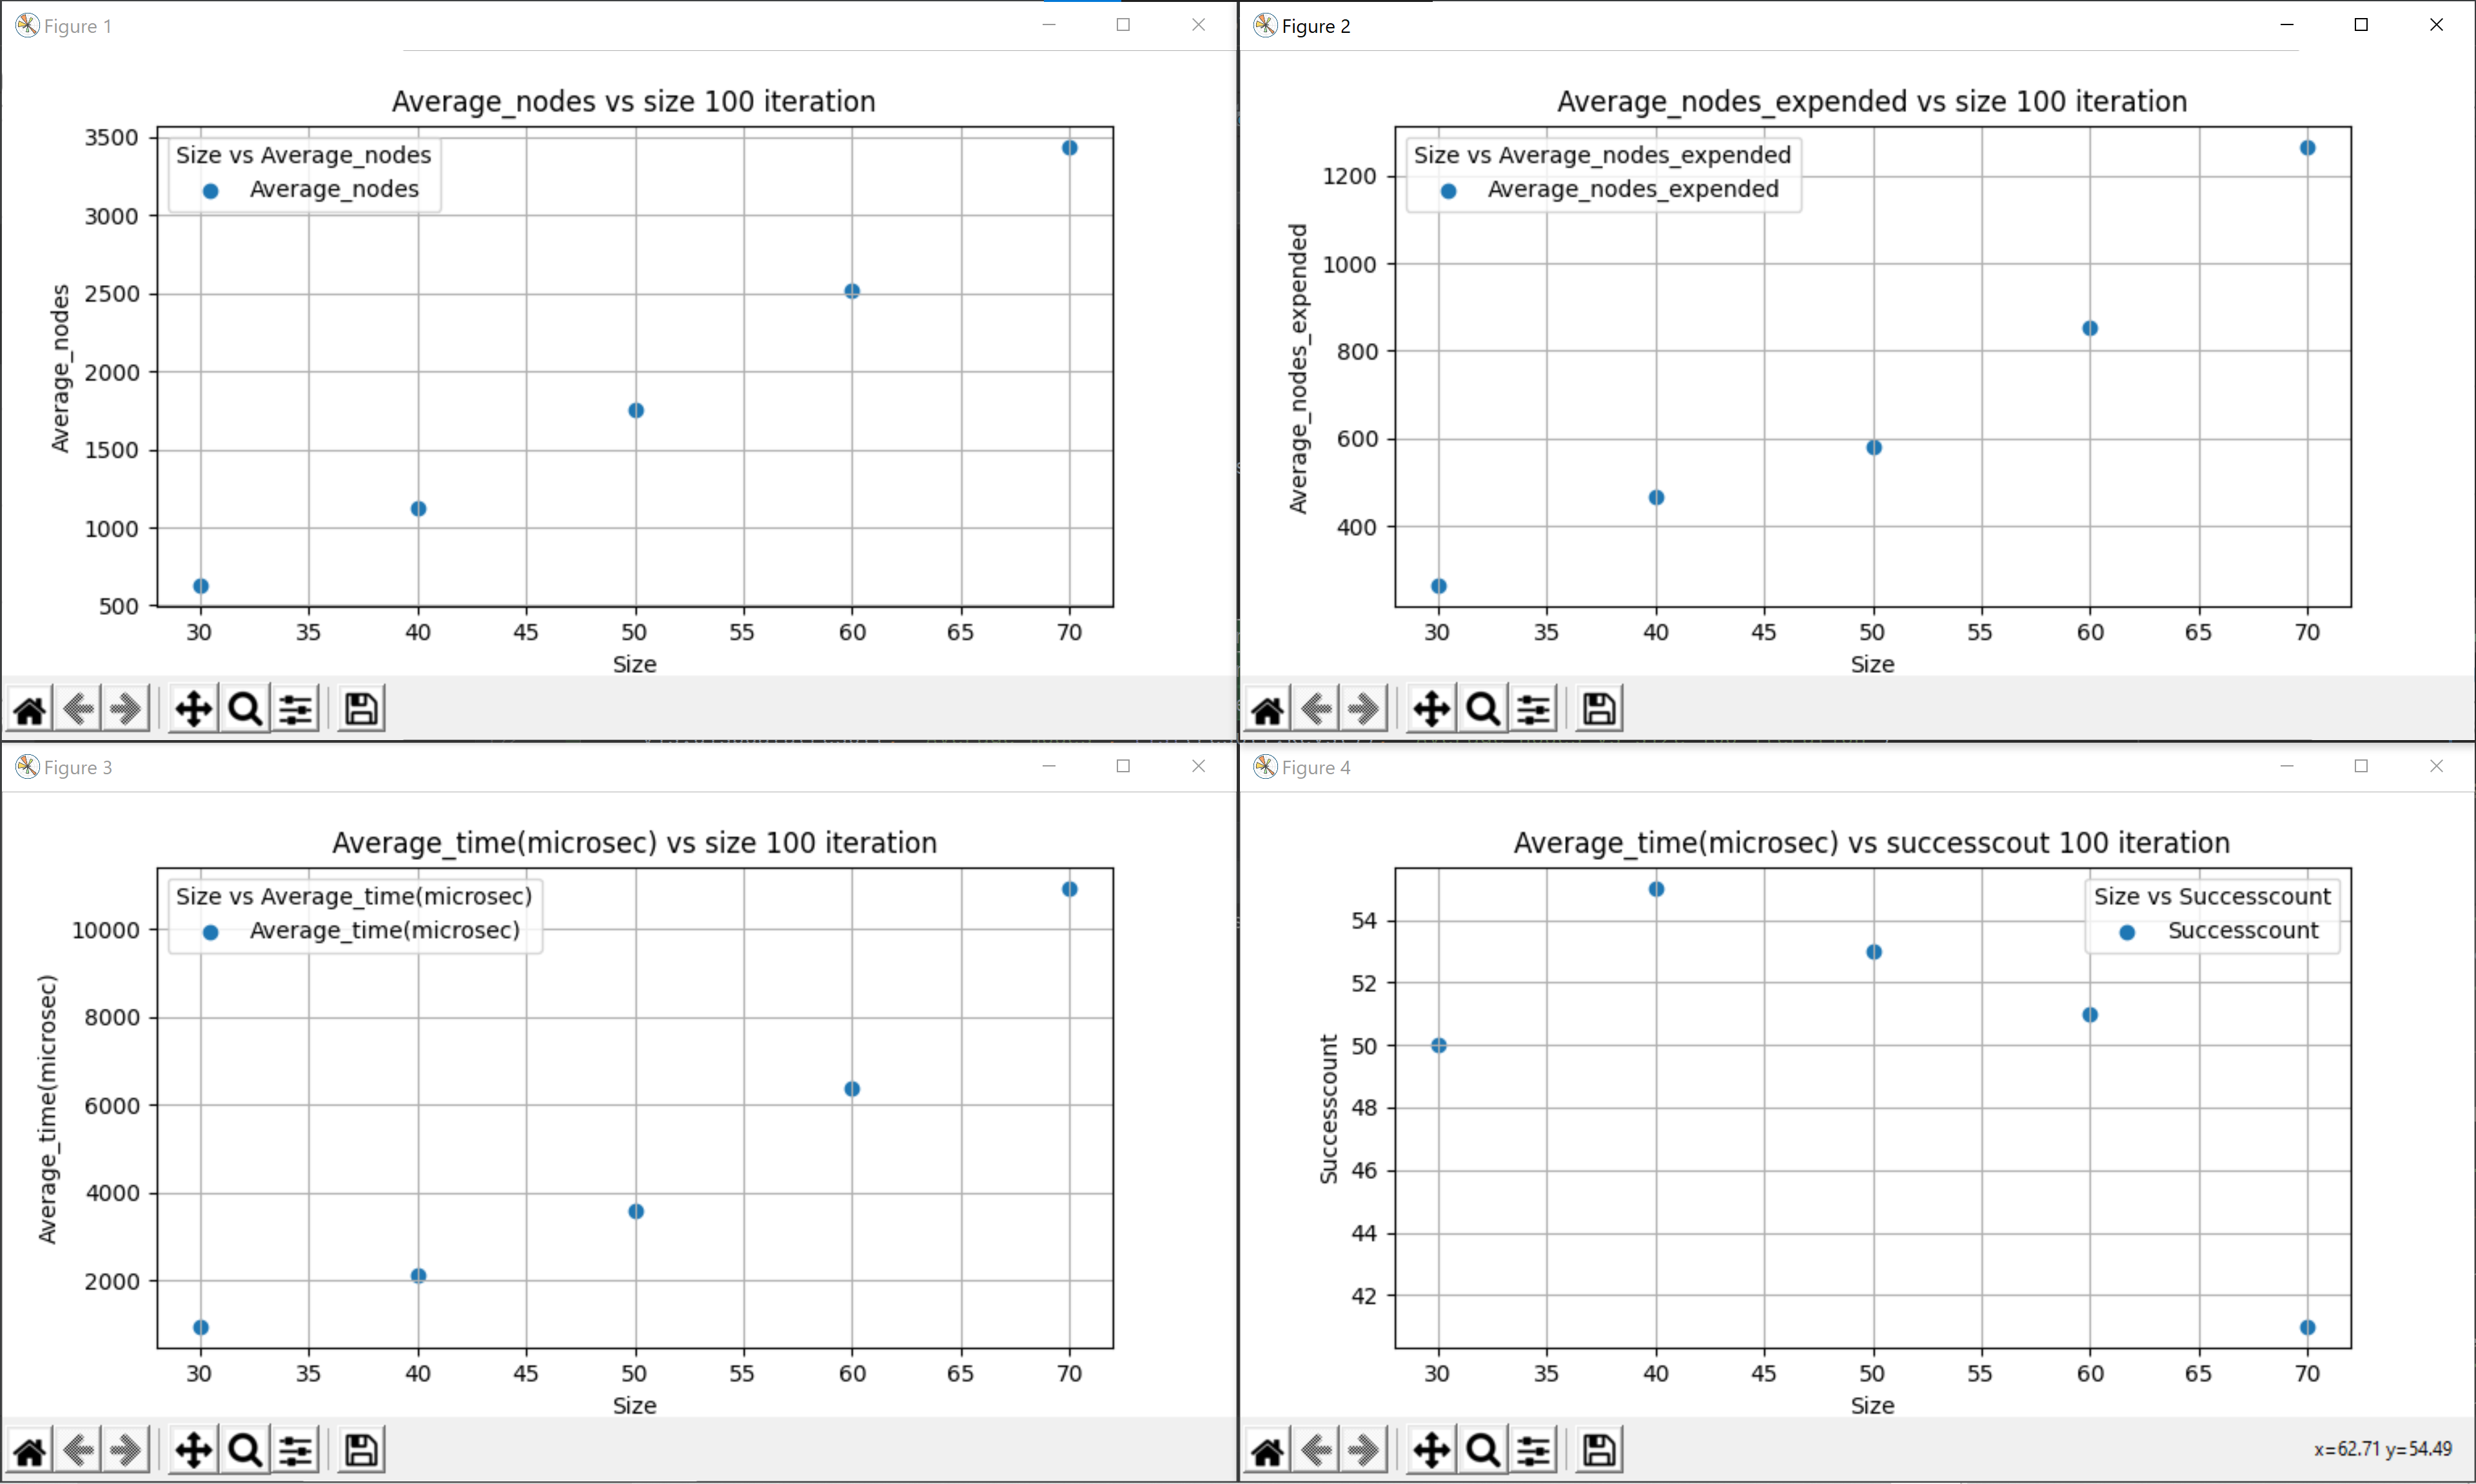 Figure 1
Average_nodes vs size 100 iteration
Size vs Average_nodes
Average_nodes
Average_nodes
3500
3000
2500
2000
1500
1000
500
30 35 40 45 50 55 60 65 70
Size
Figure 2
Average_nodes_expended vs size 100 iteration
Size vs Average_nodes_expended
Average_nodes_expended
Average_nodes_expended
1200
1000
800
600
400
30 35 40 45 50 55 60 65 70
Size
Figure 3
Average_time(microsec) vs size 100 iteration
Size vs Average_time(microsec)
Average_time(microsec)
Average_time(microsec)
10000
8000
6000
4000
2000
30 35 40 45 50 55 60 65 70
Size
Figure 4
Average_time(microsec) vs successcout 100 iteration
Size vs Successcount
Successcount
Successcount
54
52
50
48
46
44
42
30 35 40 45 50 55 60 65 70
Size
x=62.71 y=54.49